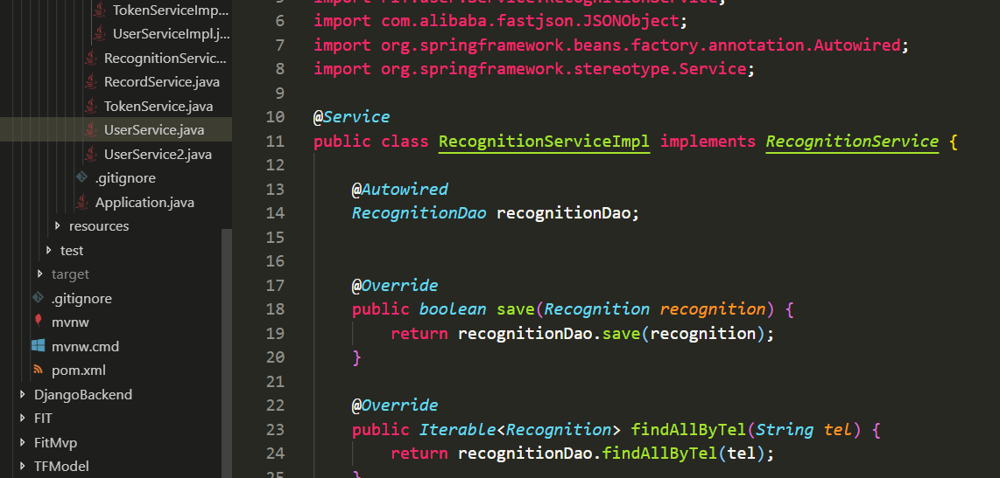 TokenServiceImp...
UserServiceImpl.j...
RecognitionServic...
RecordService.java
TokenService.java
UserService.java
UserService2.java
.gitignore
Application.java
resources
test
target
.gitignore
mvnw
mvnw.cmd
pom.xml
DjangoBackend
FIT
FitMvp
TFModel
6 import com.alibaba.fastjson.JSONObject;
7 import org.springframework.beans.factory.annotation.Autowired;
8 import org.springframework.stereotype.Service;
9
10 @Service
11 public class RecognitionServiceImpl implements RecognitionService {
12
13 @Autowired
14 RecognitionDao recognitionDao;
15
16
17 @Override
18 public boolean save(Recognition recognition) {
19 return recognitionDao.save(recognition);
20 }
21
22 @Override
23 public Iterable<Recognition> findAllByTel(String tel) {
24 return recognitionDao.findAllByTel(tel);
25 }